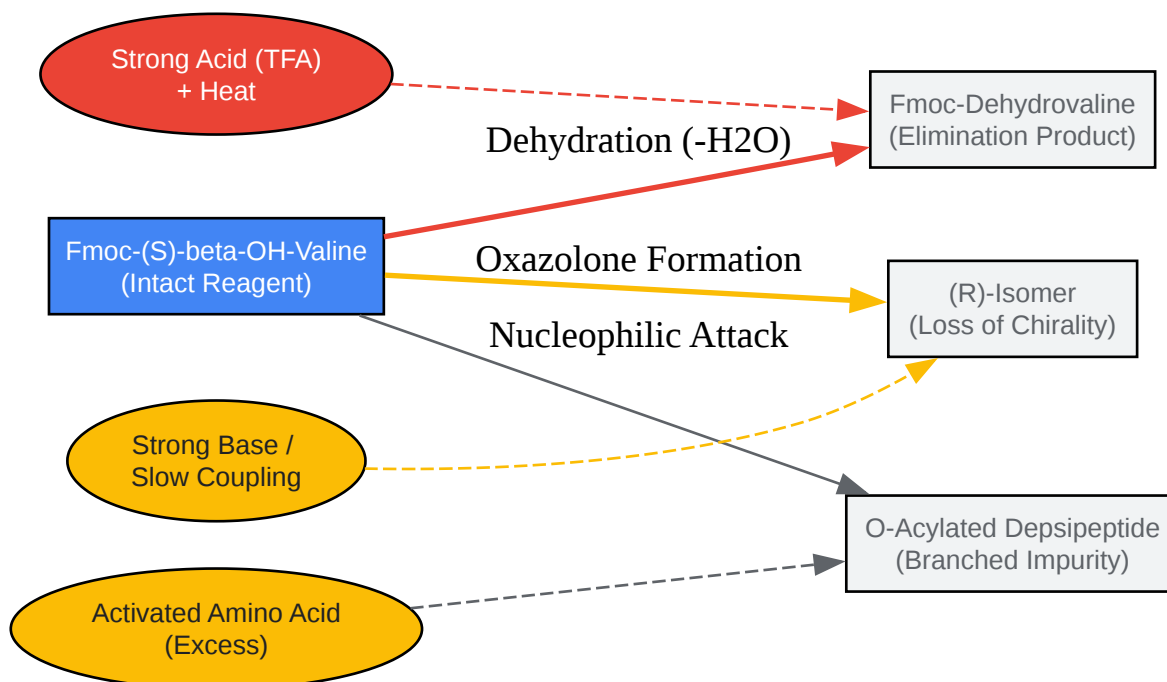 Strong Acid (TFA)
+ Heat
Fmoc-Dehydrovaline
(Elimination Product)
Dehydration (-H2O)
Fmoc-(S)-beta-OH-Valine
(Intact Reagent)
Oxazolone Formation
(R)-Isomer
(Loss of Chirality)
Nucleophilic Attack
Strong Base /
Slow Coupling
O-Acylated Depsipeptide
(Branched Impurity)
Activated Amino Acid
(Excess)